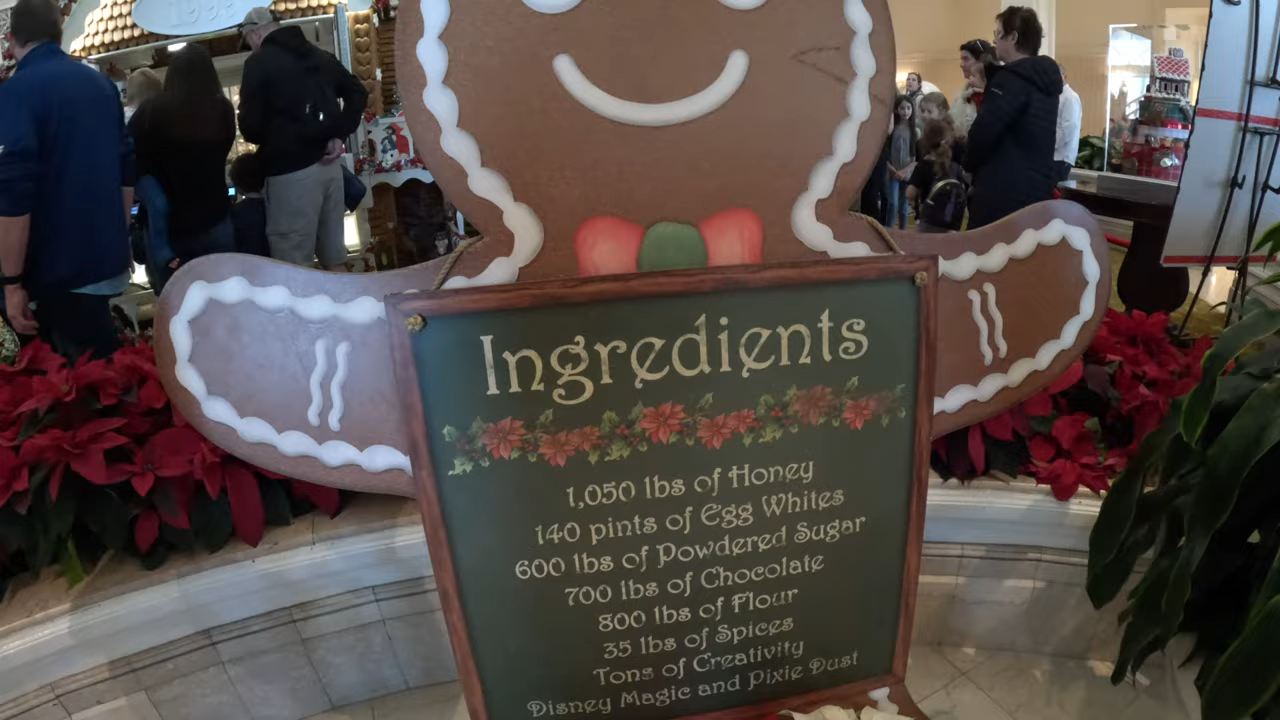 1999
Ingredients
1,050 lbs of Honey
140 pints of Egg Whites
600 lbs of Powdered Sugar
700 lbs of Chocolate
800 lbs of Flour
35 lbs of Spices
Tons of Creativity
Disney Magic and Pixie Dust